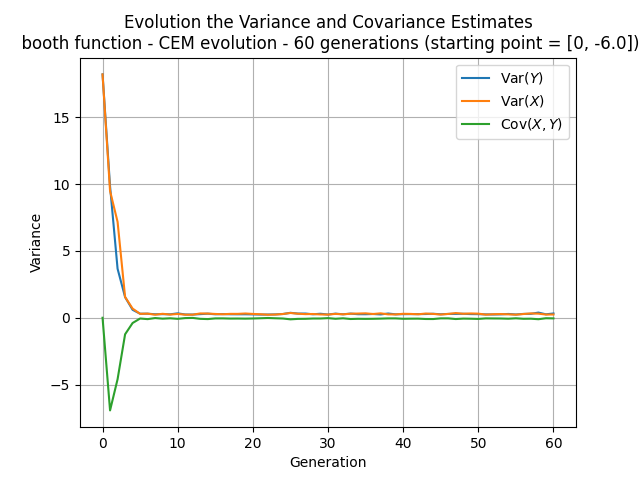 Evolution the Variance and Covariance Estimates
booth function - CEM evolution - 60 generations (starting point = [0, -6.0])
Var(Y)
Var(X)
Cov(X, Y)
Variance
15
10
5
0
−5
0 10 20 30 40 50 60
Generation